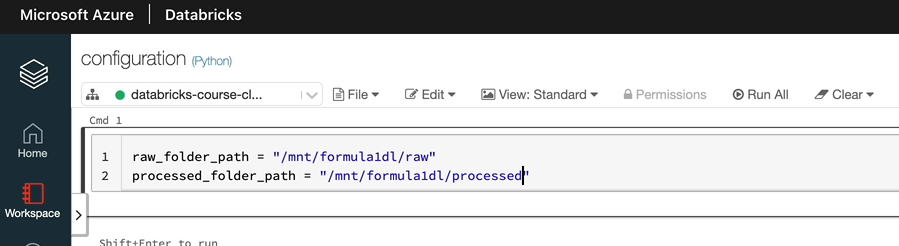 Microsoft Azure | Databricks
configuration (Python)
databricks-course-cl... File Edit View: Standard Permissions Run All Clear
Cmd 1
1 raw_folder_path = "/mnt/formula1dl/raw"
2 processed_folder_path = "/mnt/formula1dl/processed"
Home
Workspace
Shift+Enter to run